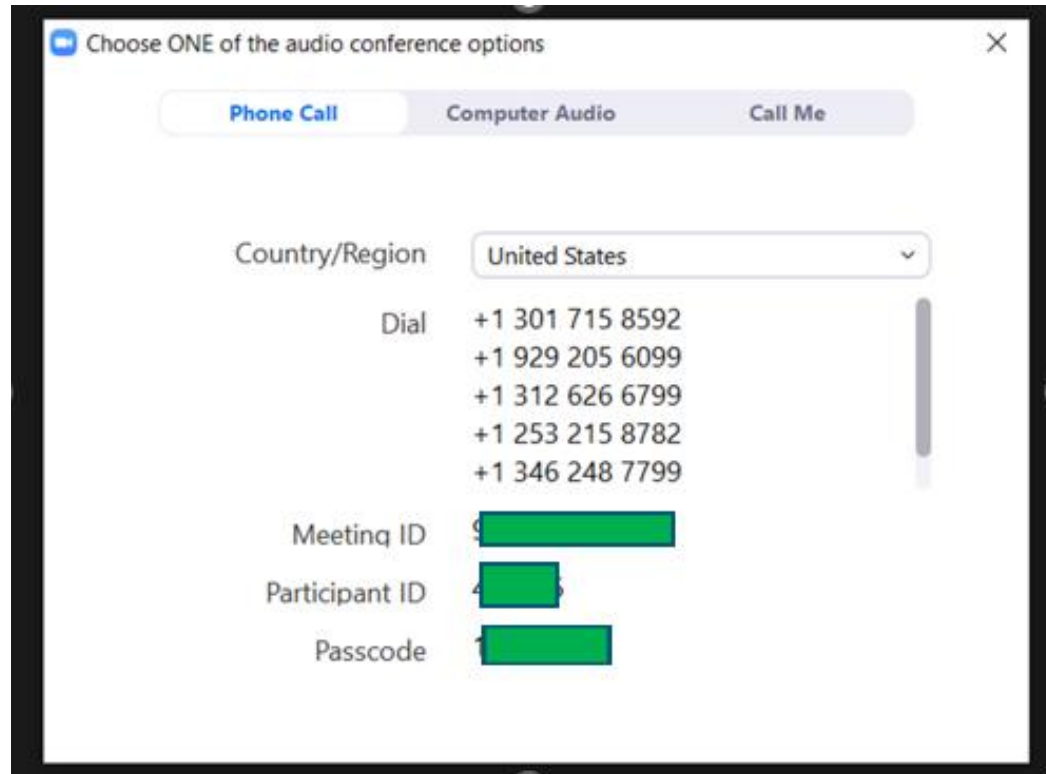 Choose ONE of the audio conference options
Phone Call Computer Audio Call Me
Country/Region United States
Dial +1 301 715 8592
+1 929 205 6099
+1 312 626 6799
+1 253 215 8782
+1 346 248 7799
Meeting ID
Participant ID
Passcode